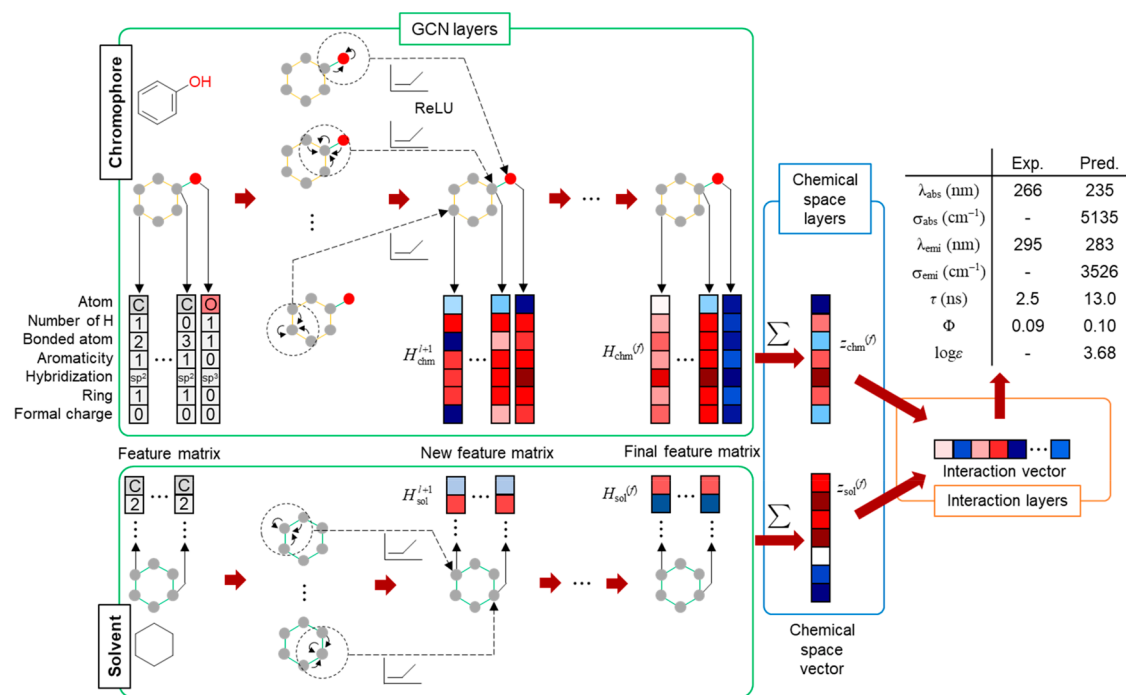 GCN layers
Chromophore
OH
ReLU
...
...
Atom
Number of H
Bonded atom
Aromaticity
Hybridization
Ring
Formal charge
C C O
1 0 1
2 3 1
1 ... 1 0
sp² sp² sp³
1 1 0
0 0 0
H_chm^{l+1} ...
H_chm^{(f)} ...
Feature matrix
New feature matrix
Final feature matrix
Solvent
C ... C
2 2
H_sol^{l+1} ...
H_sol^{(f)} ...
...
...
Chemical
space
layers
Σ
z_chm^{(f)}
Σ
z_sol^{(f)}
Chemical
space
vector
...
Interaction vector
Interaction layers
Exp. Pred.
λabs (nm) 266 235
σabs (cm⁻¹) - 5135
λemi (nm) 295 283
σemi (cm⁻¹) - 3526
τ (ns) 2.5 13.0
Φ 0.09 0.10
logε - 3.68